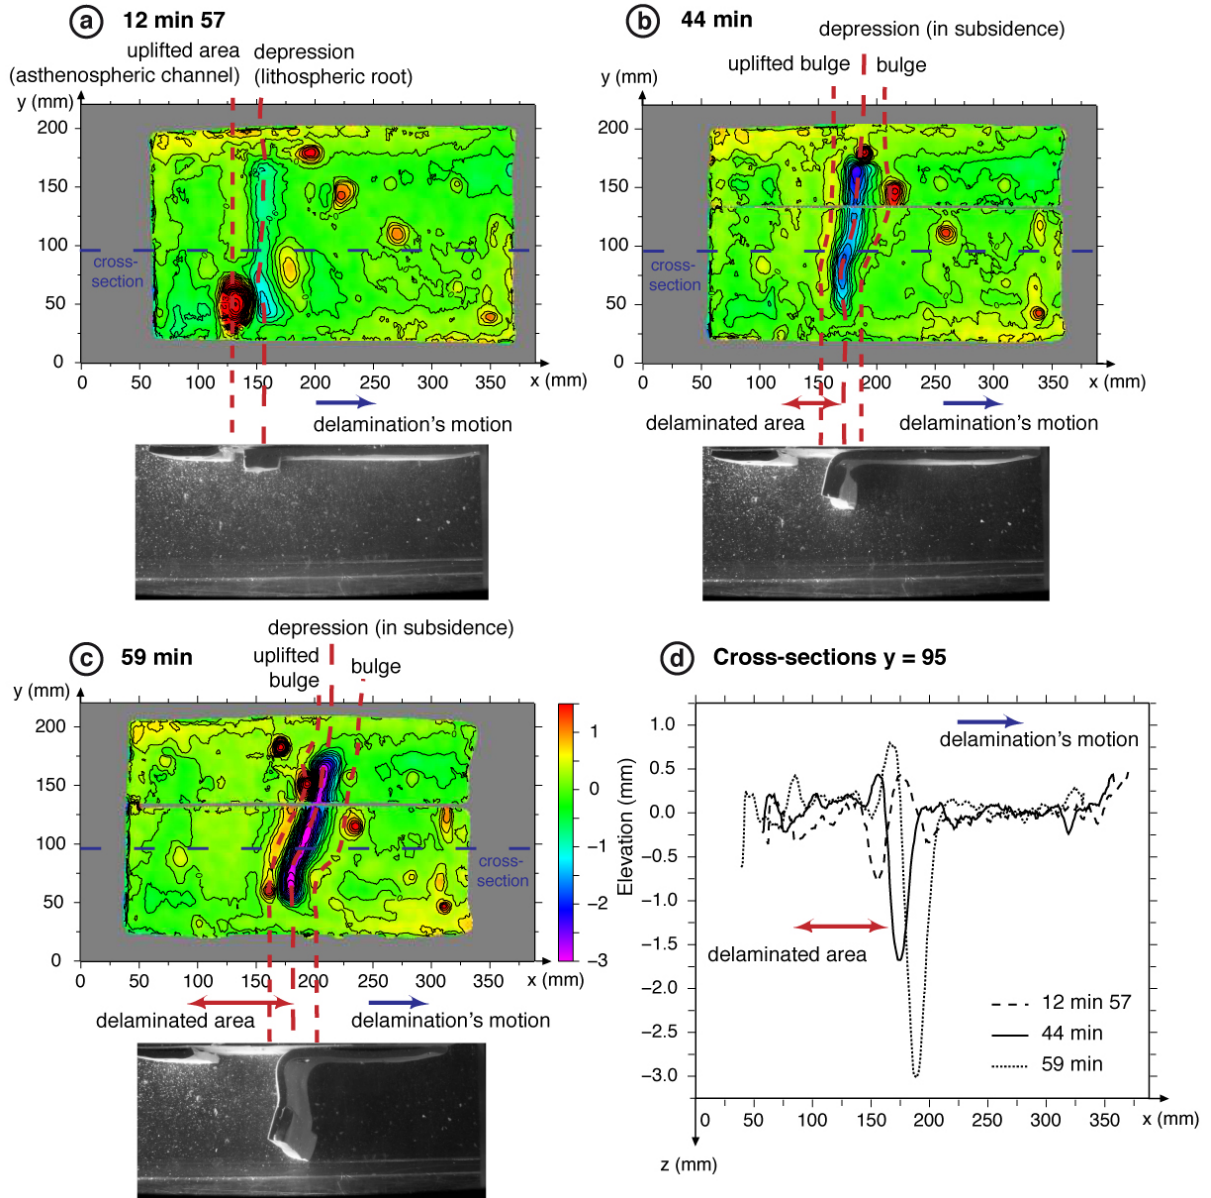 a 12 min 57
uplifted area
(asthenospheric channel)
depression
(lithospheric root)
y (mm)
200
150
100
50
0
cross-
section
0 50 100 150 200 250 300 350
x (mm)
delamination's motion
b 44 min
depression (in subsidence)
uplifted bulge
bulge
y (mm)
200
150
100
50
0
cross-
section
0 50 100 150 200 250 300 350
x (mm)
delaminated area
delamination's motion
c 59 min
depression (in subsidence)
uplifted
bulge
bulge
y (mm)
200
150
100
50
0
cross-
section
1
0
−1
−2
−3
0 50 100 150 200 250 300 350
x (mm)
delaminated area
delamination's motion
d Cross-sections y = 95
Elevation (mm)
1.0
0.5
0.0
−0.5
−1.0
−1.5
−2.0
−2.5
−3.0
delamination's motion
delaminated area
12 min 57
44 min
59 min
0 50 100 150 200 250 300 350
x (mm)
z (mm)